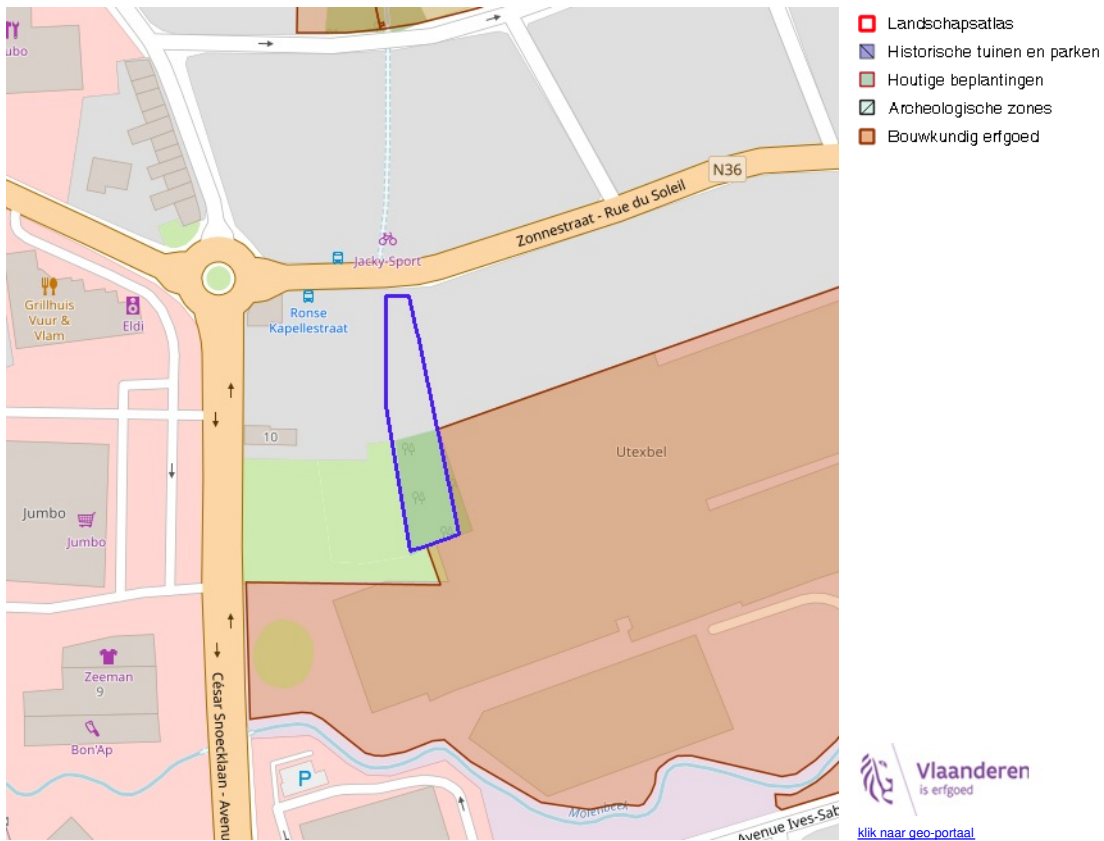 Landschapsatlas
Historische tuinen en parken
Houtige beplantingen
Archeologische zones
Bouwkundig erfgoed
ubo
N36
Zonnestraat - Rue du Soleil
Jacky-Sport
Grillhuis
Vuur &
Vlam
Eldi
Ronse
Kapellestraat
10
Utexbel
Jumbo
Jumbo
Zeeman
9
Bon'Ap
César Snoecklaan - Avenu
P
Molenbeek
Avenue Ives-Sab
Vlaanderen
is erfgoed
klik naar geo-portaal